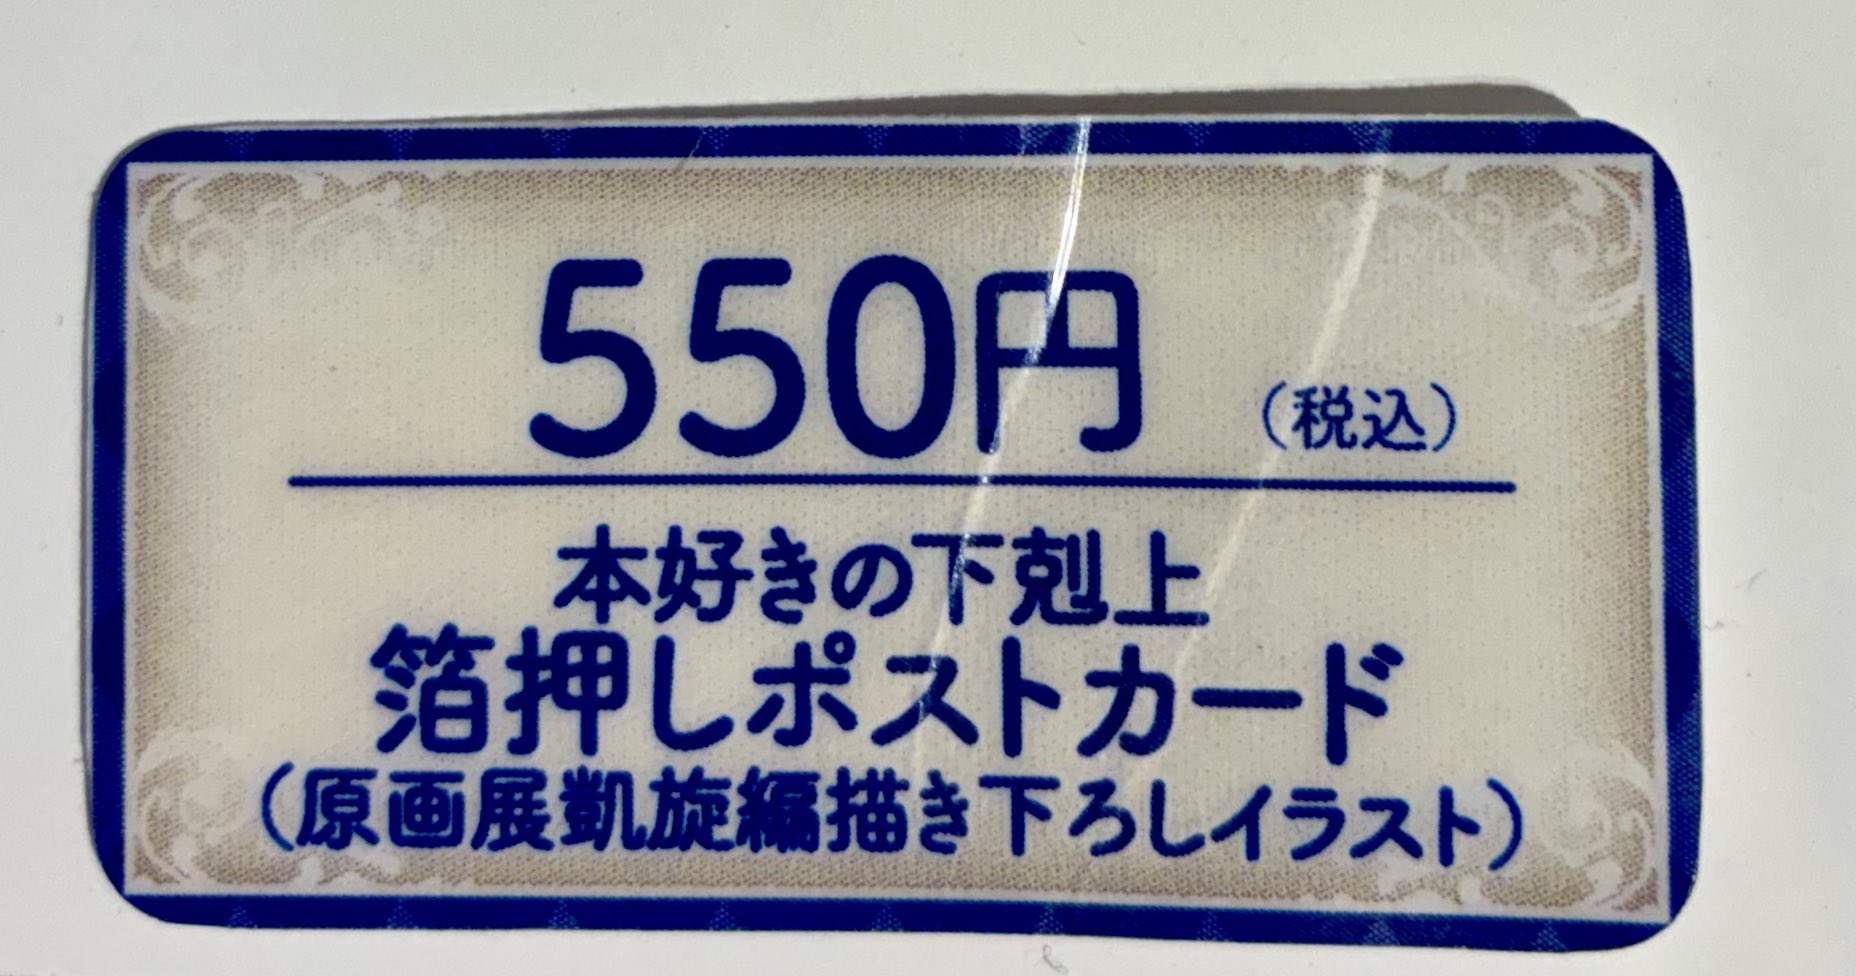 550円 （税込）
本好きの下剋上
箔押しポストカード
（原画展凱旋編描き下ろしイラスト）